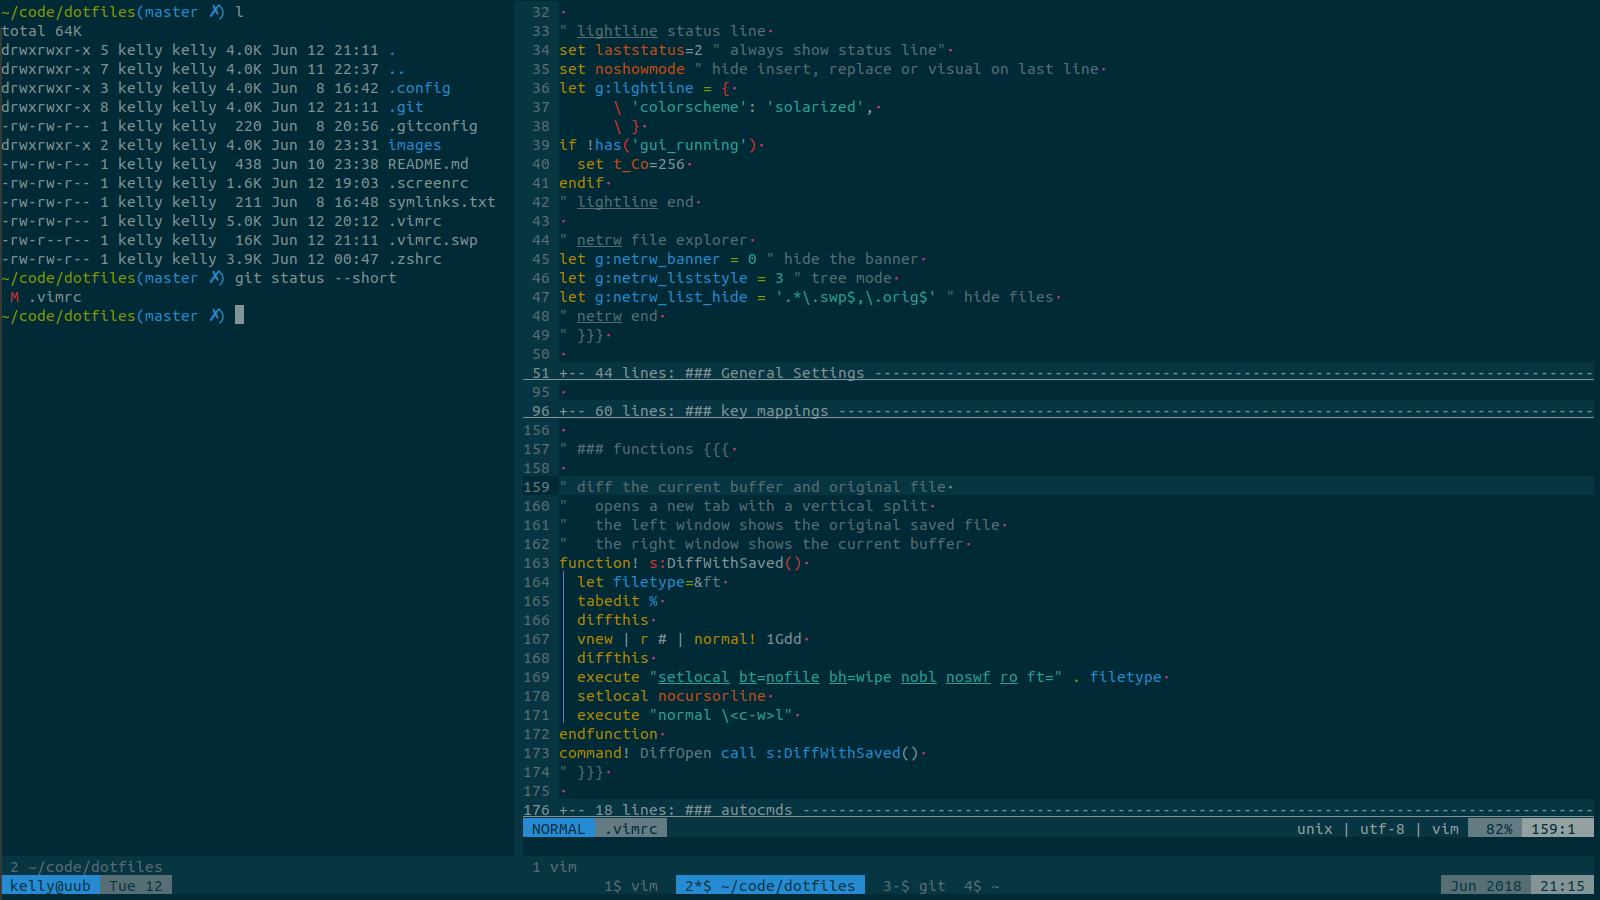 ~/code/dotfiles(master ✗) l
total 64K
drwxrwxr-x 5 kelly kelly 4.0K Jun 12 21:11 .
drwxrwxr-x 7 kelly kelly 4.0K Jun 11 22:37 ..
drwxrwxr-x 3 kelly kelly 4.0K Jun  8 16:42 .config
drwxrwxr-x 8 kelly kelly 4.0K Jun 12 21:11 .git
-rw-rw-r-- 1 kelly kelly  220 Jun  8 20:56 .gitconfig
drwxrwxr-x 2 kelly kelly 4.0K Jun 10 23:31 images
-rw-rw-r-- 1 kelly kelly  438 Jun 10 23:38 README.md
-rw-rw-r-- 1 kelly kelly 1.6K Jun 12 19:03 .screenrc
-rw-rw-r-- 1 kelly kelly  211 Jun  8 16:48 symlinks.txt
-rw-rw-r-- 1 kelly kelly 5.0K Jun 12 20:12 .vimrc
-rw-r--r-- 1 kelly kelly  16K Jun 12 21:11 .vimrc.swp
-rw-rw-r-- 1 kelly kelly 3.9K Jun 12 00:47 .zshrc
~/code/dotfiles(master ✗) git status --short
 M .vimrc
~/code/dotfiles(master ✗)
32 ·
33 " lightline status line·
34 set laststatus=2 " always show status line"·
35 set noshowmode " hide insert, replace or visual on last line·
36 let g:lightline = {·
37       \ 'colorscheme': 'solarized',·
38       \ }·
39 if !has('gui_running')·
40   set t_Co=256·
41 endif·
42 " lightline end·
43 ·
44 " netrw file explorer·
45 let g:netrw_banner = 0 " hide the banner·
46 let g:netrw_liststyle = 3 " tree mode·
47 let g:netrw_list_hide = '.*\.swp$,\.orig$' " hide files·
48 " netrw end·
49 " }}}·
50 ·
51 +-- 44 lines: ### General Settings --------------------------------------------------------------------------------
95 ·
96 +-- 60 lines: ### key mappings ------------------------------------------------------------------------------------
156 ·
157 " ### functions {{{·
158 ·
159 " diff the current buffer and original file·
160 "   opens a new tab with a vertical split·
161 "   the left window shows the original saved file·
162 "   the right window shows the current buffer·
163 function! s:DiffWithSaved()·
164   let filetype=&ft·
165   tabedit %·
166   diffthis·
167   vnew | r # | normal! 1Gdd·
168   diffthis·
169   execute "setlocal bt=nofile bh=wipe nobl noswf ro ft=" . filetype·
170   setlocal nocursorline·
171   execute "normal \<c-w>l"·
172 endfunction·
173 command! DiffOpen call s:DiffWithSaved()·
174 " }}}·
175 ·
176 +-- 18 lines: ### autocmds ----------------------------------------------------------------------------------------
NORMAL .vimrc unix | utf-8 | vim 82% 159:1
2 ~/code/dotfiles 1 vim
kelly@uub Tue 12 1$ vim 2*$ ~/code/dotfiles 3-$ git 4$ ~ Jun 2018 21:15